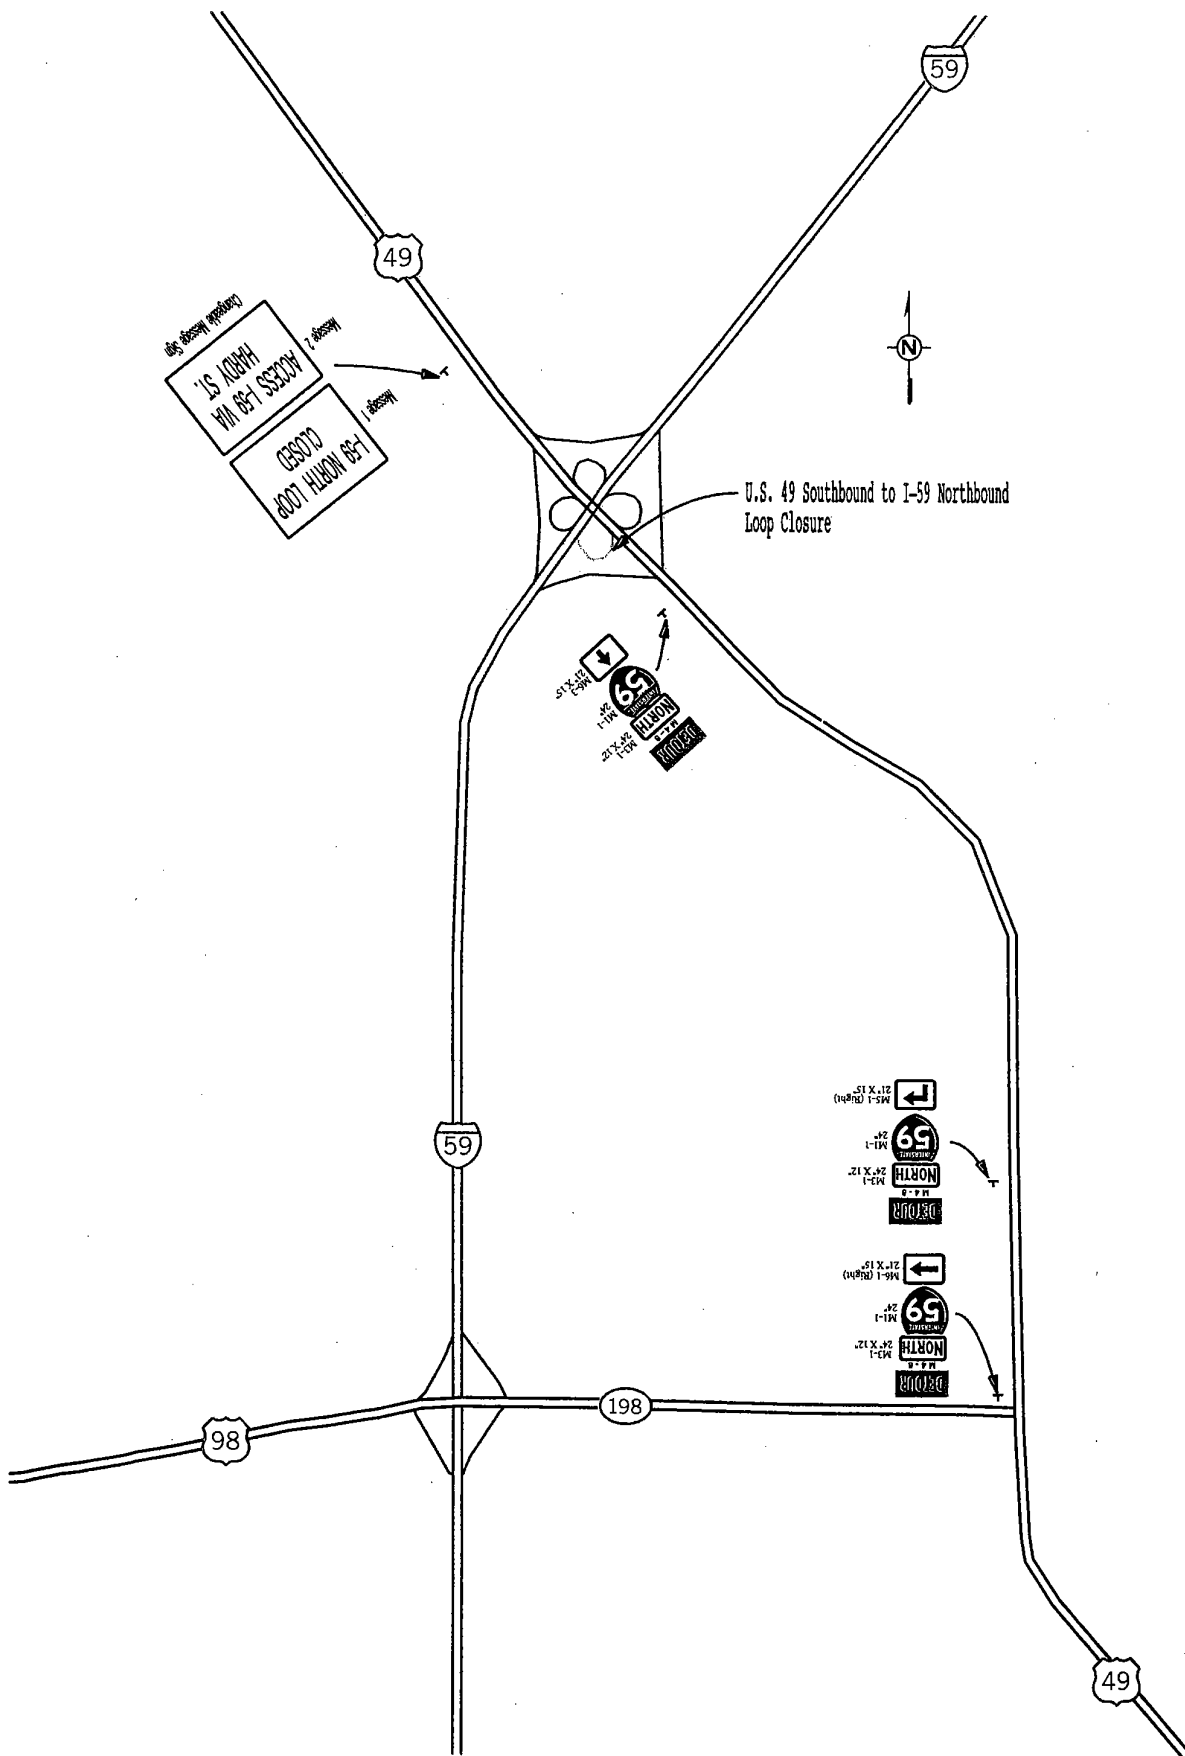 59
49
Changeable Message Sign
Message 2
ACCESS I-59 VIA
HARDY ST.
Message 1
I-59 NORTH LOOP
CLOSED
N
U.S. 49 Southbound to I-59 Northbound
Loop Closure
DETOUR
M4-8
NORTH
M3-1
24" X 12"
INTERSTATE
59
M1-1
24"
M6-3
21" X 15"
DETOUR
M4-8
NORTH
M3-1
24" X 12"
INTERSTATE
59
M1-1
24"
M5-1 (Right)
21" X 15"
59
DETOUR
M4-8
NORTH
M3-1
24" X 12"
INTERSTATE
59
M1-1
24"
M6-1 (Right)
21" X 15"
198
98
49